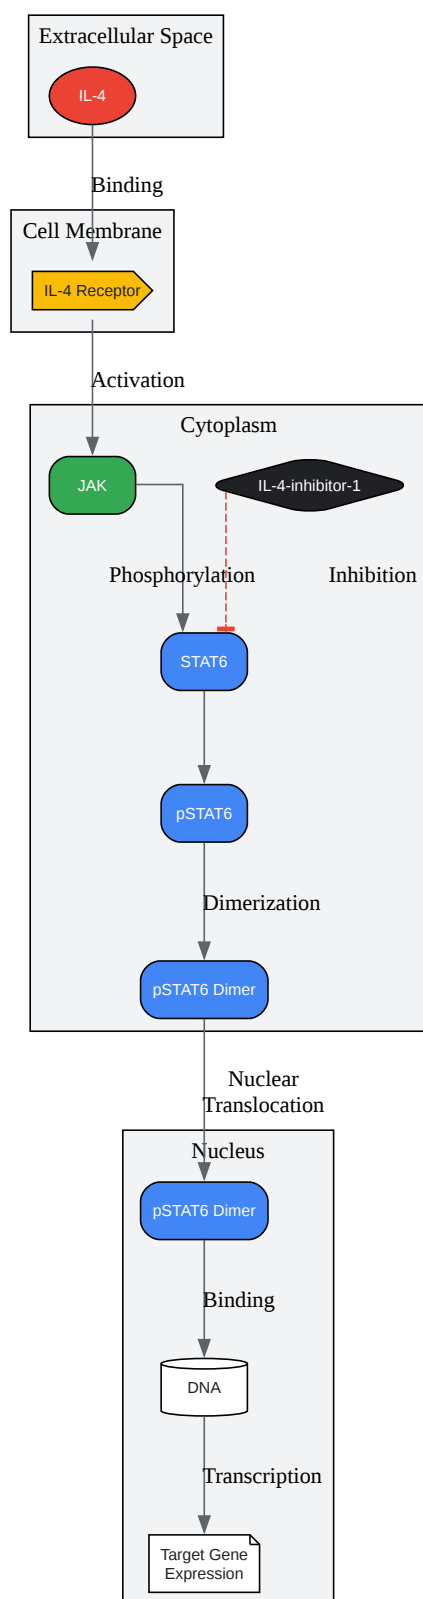 Extracellular Space
IL-4
Binding
Cell Membrane
IL-4 Receptor
Activation
Cytoplasm
JAK
IL-4-inhibitor-1
Phosphorylation
Inhibition
STAT6
pSTAT6
Dimerization
pSTAT6 Dimer
Nuclear
Translocation
Nucleus
pSTAT6 Dimer
Binding
DNA
Transcription
Target Gene
Expression